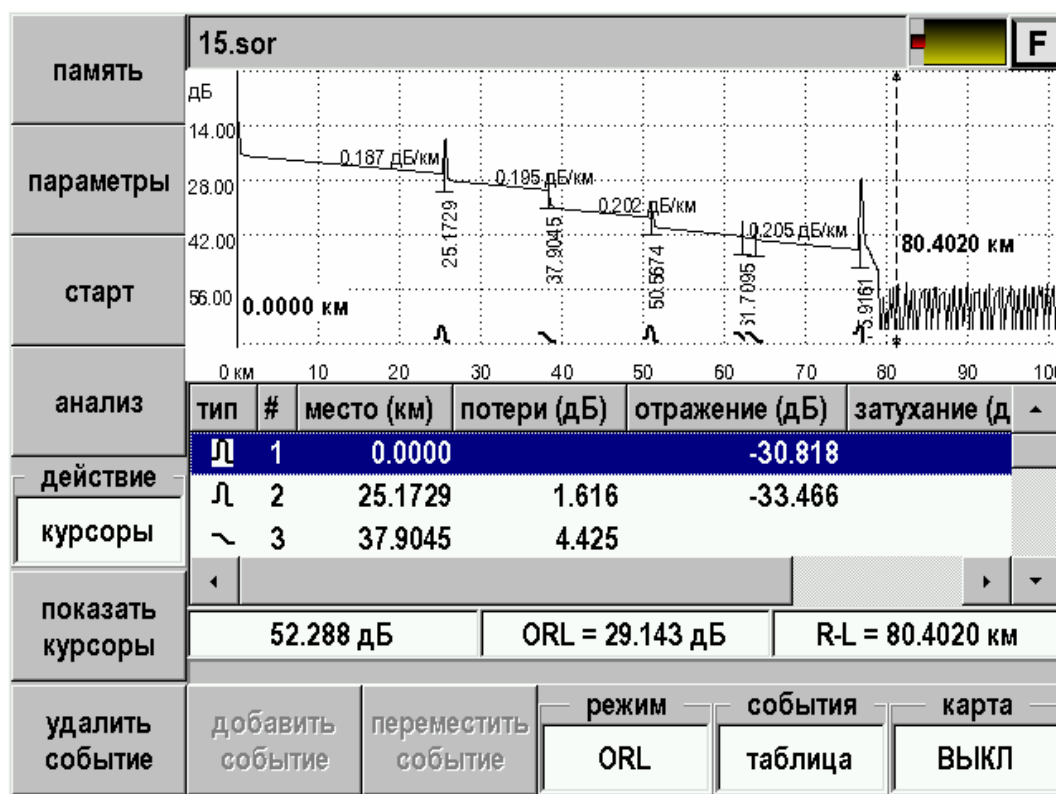 память
параметры
старт
анализ
действие
курсоры
показать
курсоры
удалить
событие
15.sor
F
дБ
14.00
28.00
42.00
56.00
0.187 дБ/км
0.195 дБ/км
0.202 дБ/км
0.205 дБ/км
25.1729
37.9045
50.5674
61.7095
5.9161
80.4020 км
0.0000 км
0 км 10 20 30 40 50 60 70 80 90 100
тип # место (км) потери (дБ) отражение (дБ) затухание (д
1 0.0000 -30.818
2 25.1729 1.616 -33.466
3 37.9045 4.425
52.288 дБ ORL = 29.143 дБ R-L = 80.4020 км
добавить
событие
переместить
событие
режим
ORL
события
таблица
карта
ВЫКЛ